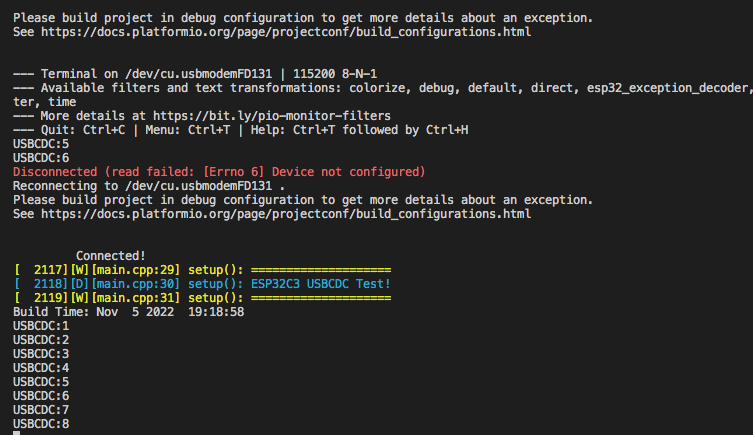 Please build project in debug configuration to get more details about an exception.
See https://docs.platformio.org/page/projectconf/build_configurations.html
--- Terminal on /dev/cu.usbmodemFD131 | 115200 8-N-1
--- Available filters and text transformations: colorize, debug, default, direct, esp32_exception_decoder,
ter, time
--- More details at https://bit.ly/pio-monitor-filters
--- Quit: Ctrl+C | Menu: Ctrl+T | Help: Ctrl+T followed by Ctrl+H
USBCDC:5
USBCDC:6
Disconnected (read failed: [Errno 6] Device not configured)
Reconnecting to /dev/cu.usbmodemFD131 .
Please build project in debug configuration to get more details about an exception.
See https://docs.platformio.org/page/projectconf/build_configurations.html
Connected!
[  2117][W][main.cpp:29] setup(): ====================
[  2118][D][main.cpp:30] setup(): ESP32C3 USBCDC Test!
[  2119][W][main.cpp:31] setup(): ====================
Build Time: Nov  5 2022  19:18:58
USBCDC:1
USBCDC:2
USBCDC:3
USBCDC:4
USBCDC:5
USBCDC:6
USBCDC:7
USBCDC:8